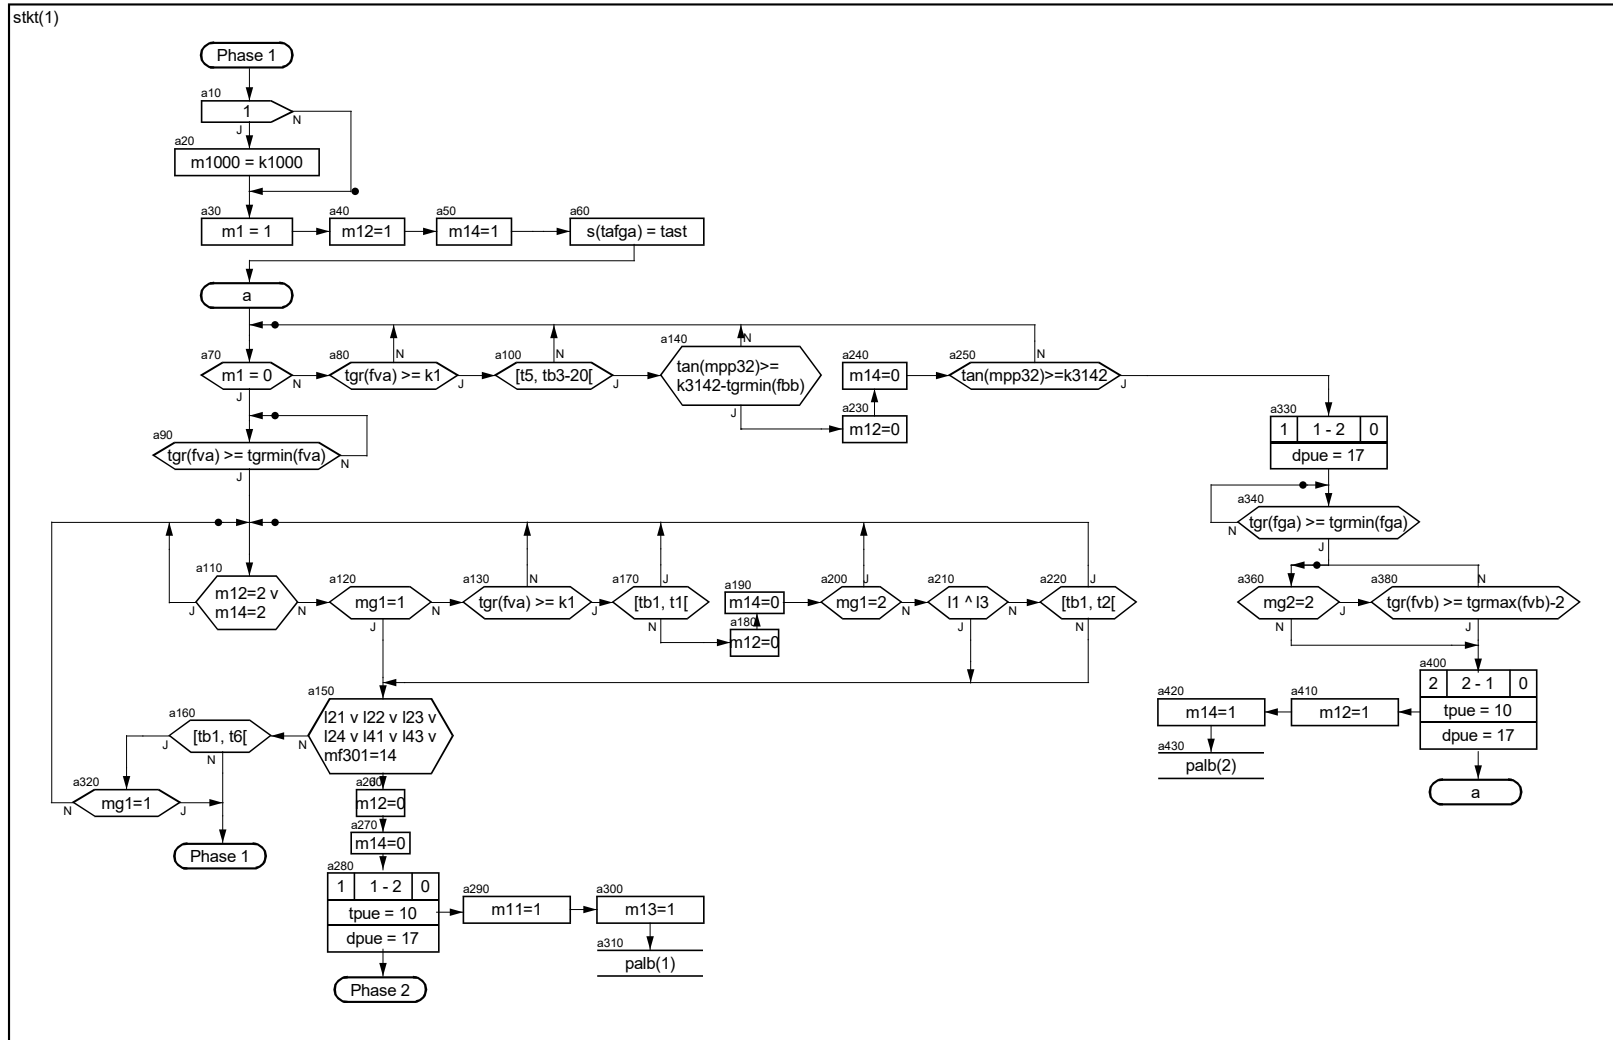 stkt(1)
Phase 1
a10
1
N
J
a20
m1000 = k1000
a30
m1 = 1
a40
m12=1
a50
m14=1
a60
s(tafga) = tast
a
a70
m1 = 0
N
J
a80
tgr(fva) >= k1
N
J
a100
[t5, tb3-20[
N
J
a140
N
tan(mpp32)>=
k3142-tgrmin(fbb)
J
a240
m14=0
a230
m12=0
a250
N
tan(mpp32)>=k3142
J
a90
tgr(fva) >= tgrmin(fva)
N
J
a330
1
1 - 2
0
dpue = 17
a340
tgr(fga) >= tgrmin(fga)
N
J
a110
m12=2 v
m14=2
J
N
a120
mg1=1
N
J
a130
N
tgr(fva) >= k1
J
a170
J
[tb1, t1[
N
a190
m14=0
a180
m12=0
a200
J
mg1=2
N
a210
l1 ^ l3
N
J
a220
J
[tb1, t2[
N
a360
mg2=2
J
N
a380
N
tgr(fvb) >= tgrmax(fvb)-2
J
a150
l21 v l22 v l23 v
l24 v l41 v l43 v
mf301=14
N
J
a160
[tb1, t6[
J
N
a320
mg1=1
N
J
Phase 1
a400
2
2 - 1
0
tpue = 10
dpue = 17
a410
m12=1
a420
m14=1
a430
palb(2)
a
a260
m12=0
a270
m14=0
a280
1
1 - 2
0
tpue = 10
dpue = 17
a290
m11=1
a300
m13=1
a310
palb(1)
Phase 2